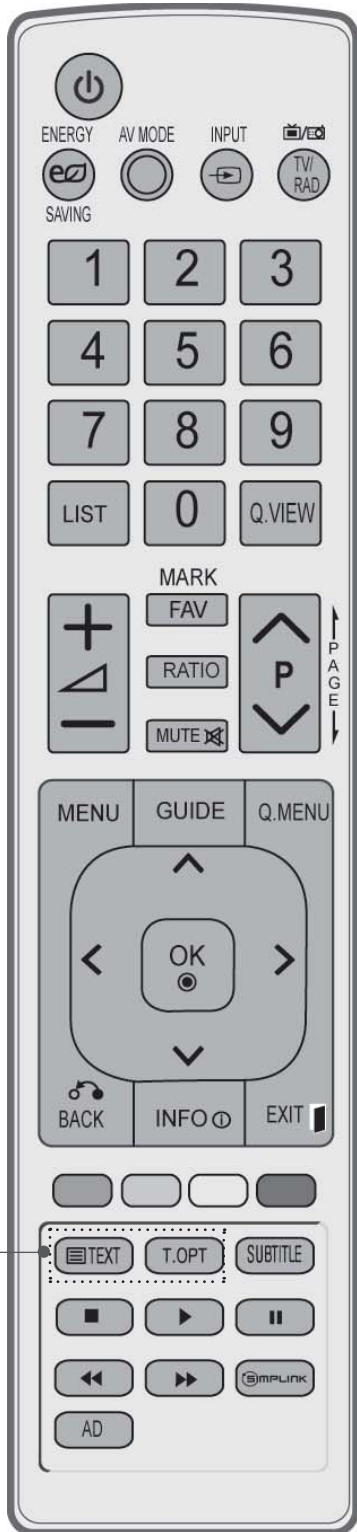 ENERGY AV MODE INPUT
TV/
RAD
SAVING
1 2 3
4 5 6
7 8 9
LIST 0 Q.VIEW
MARK
FAV
RATIO
P
PAGE
MUTE
MENU GUIDE Q.MENU
OK
BACK INFO EXIT
TEXT T.OPT SUBTITLE
SIMPLINK
AD